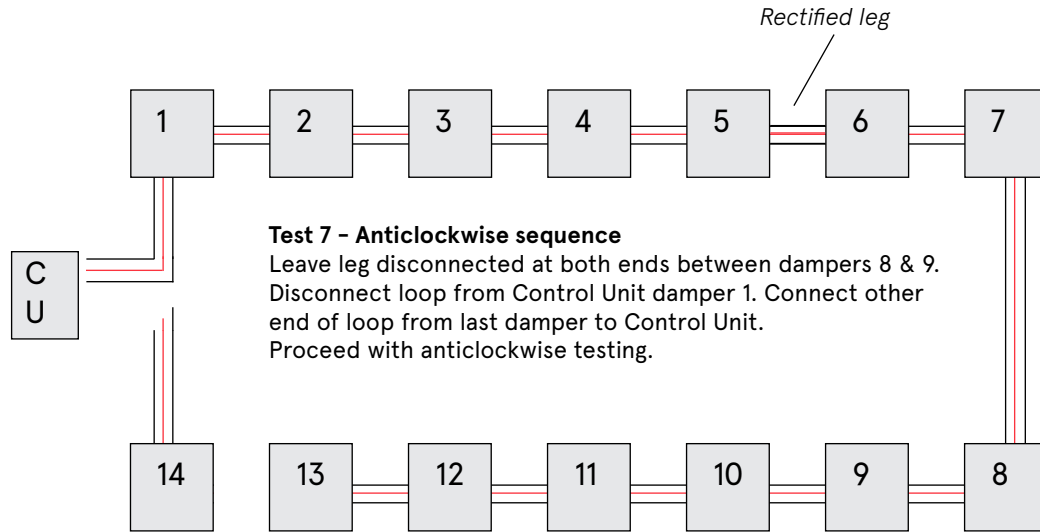 Rectified leg
1 2 3 4 5 6 7
Test 7 - Anticlockwise sequence
Leave leg disconnected at both ends between dampers 8 & 9.
Disconnect loop from Control Unit damper 1. Connect other
end of loop from last damper to Control Unit.
Proceed with anticlockwise testing.
C
U
14 13 12 11 10 9 8